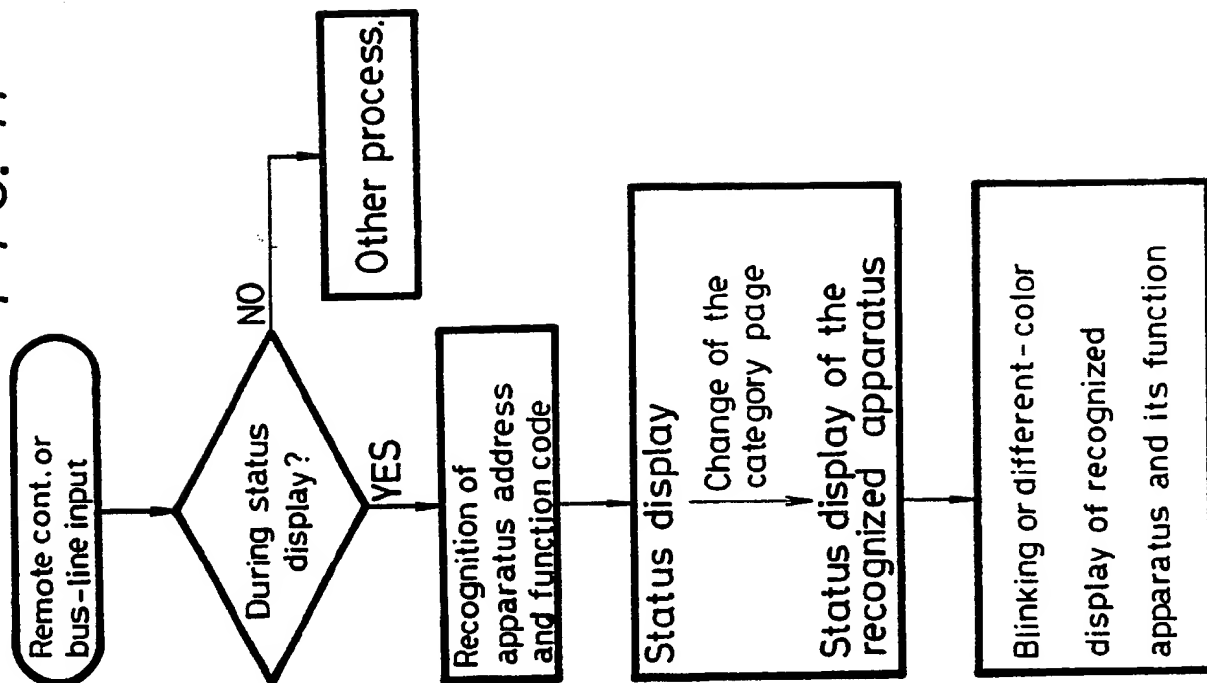 Remote cont. or
bus-line input
During status
display?
NO
Other process.
YES
Recognition of
apparatus address
and function code
Status display
Change of the
category page
Status display of the
recognized apparatus
Blinking or different-color
display of recognized
apparatus and its function